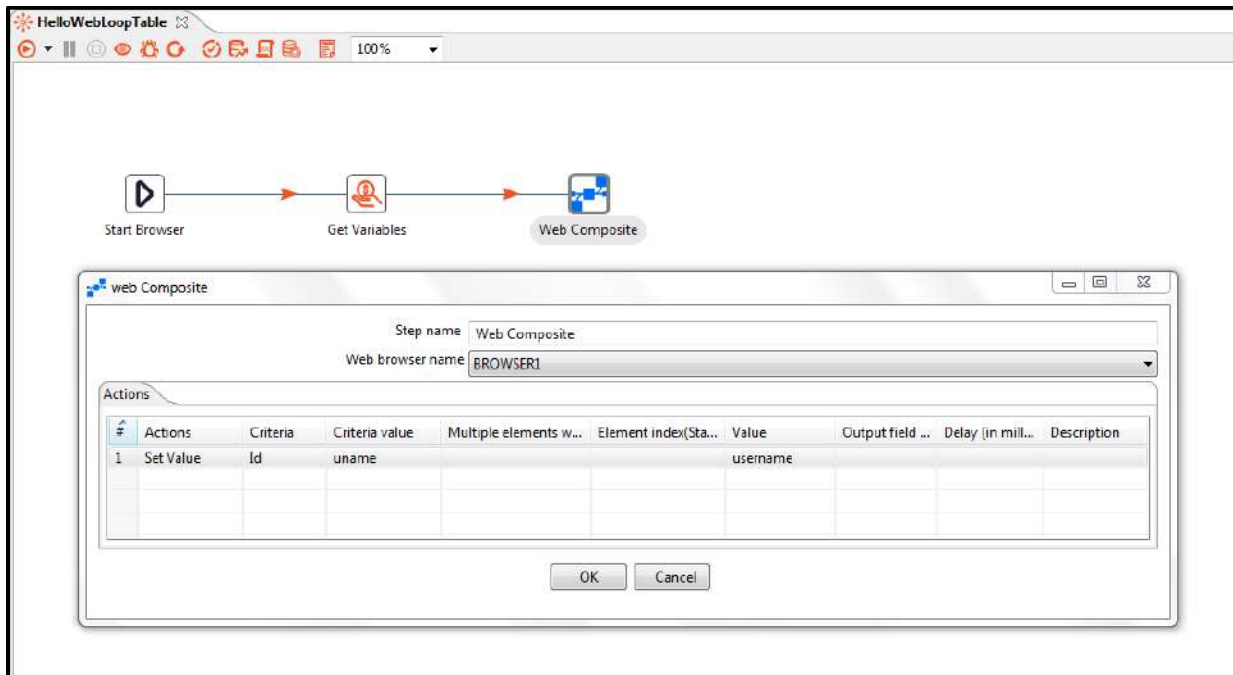 HelloWebLoopTable
100%
Start Browser Get Variables Web Composite
web Composite
Step name Web Composite
Web browser name BROWSER1
Actions
# Actions Criteria Criteria value Multiple elements w... Element index(Sta... Value Output field ... Delay (in mill... Description
1 Set Value Id uname username
OK Cancel